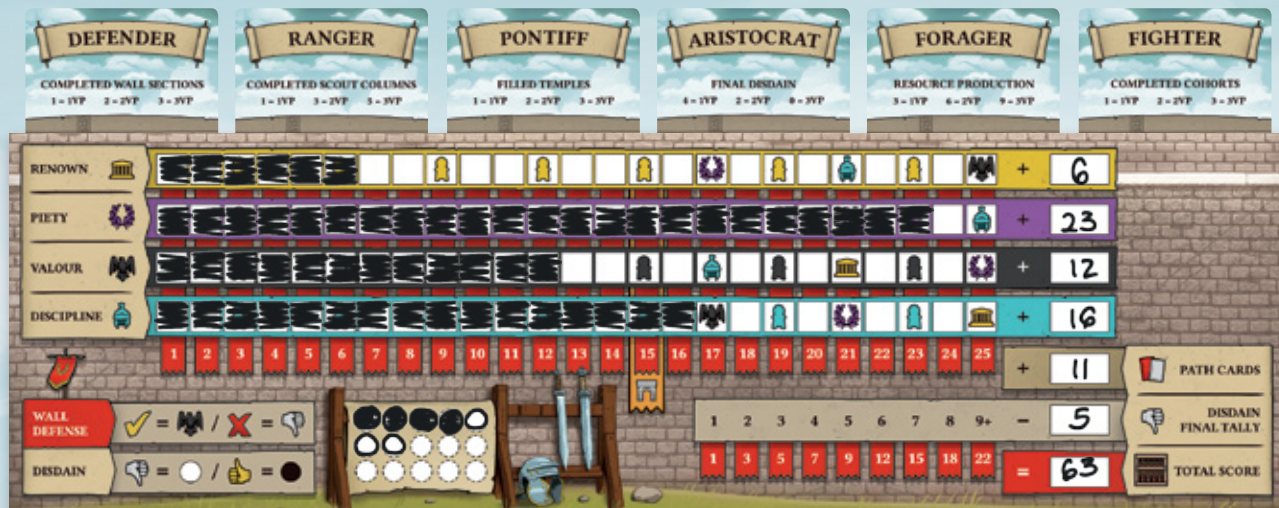 DEFENDER
COMPLETED WALL SECTIONS
1 = 1VP 2 = 2VP 3 = 3VP
RANGER
COMPLETED SCOUT COLUMNS
1 = 1VP 3 = 2VP 5 = 3VP
PONTIFF
FILLED TEMPLES
1 = 1VP 2 = 2VP 3 = 3VP
ARISTOCRAT
FINAL DISDAIN
4 = 1VP 2 = 2VP 0 = 3VP
FORAGER
RESOURCE PRODUCTION
3 = 1VP 6 = 2VP 9 = 3VP
FIGHTER
COMPLETED COHORTS
1 = 1VP 2 = 2VP 3 = 3VP
RENOWN + 6
PIETY + 23
VALOUR + 12
DISCIPLINE + 16
1 2 3 4 5 6 7 8 9 10 11 12 13 14 15 16 17 18 19 20 21 22 23 24 25
+ 11 PATH CARDS
WALL DEFENSE = / =
1 2 3 4 5 6 7 8 9+ - 5 DISDAIN FINAL TALLY
DISDAIN = / =
1 3 5 7 9 12 15 18 22 = 63 TOTAL SCORE